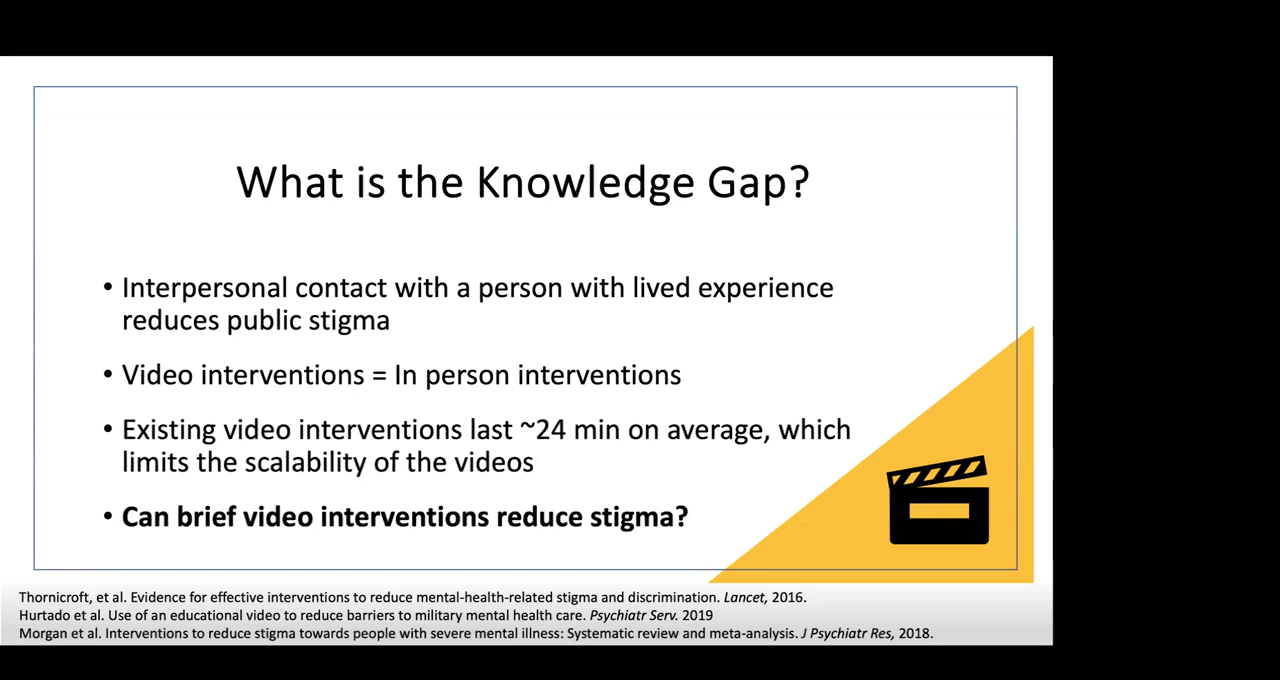 What is the Knowledge Gap?
• Interpersonal contact with a person with lived experience
reduces public stigma
• Video interventions = In person interventions
• Existing video interventions last ~24 min on average, which
limits the scalability of the videos
• Can brief video interventions reduce stigma?
Thornicroft, et al. Evidence for effective interventions to reduce mental-health-related stigma and discrimination. Lancet, 2016.
Hurtado et al. Use of an educational video to reduce barriers to military mental health care. Psychiatr Serv. 2019
Morgan et al. Interventions to reduce stigma towards people with severe mental illness: Systematic review and meta-analysis. J Psychiatr Res, 2018.